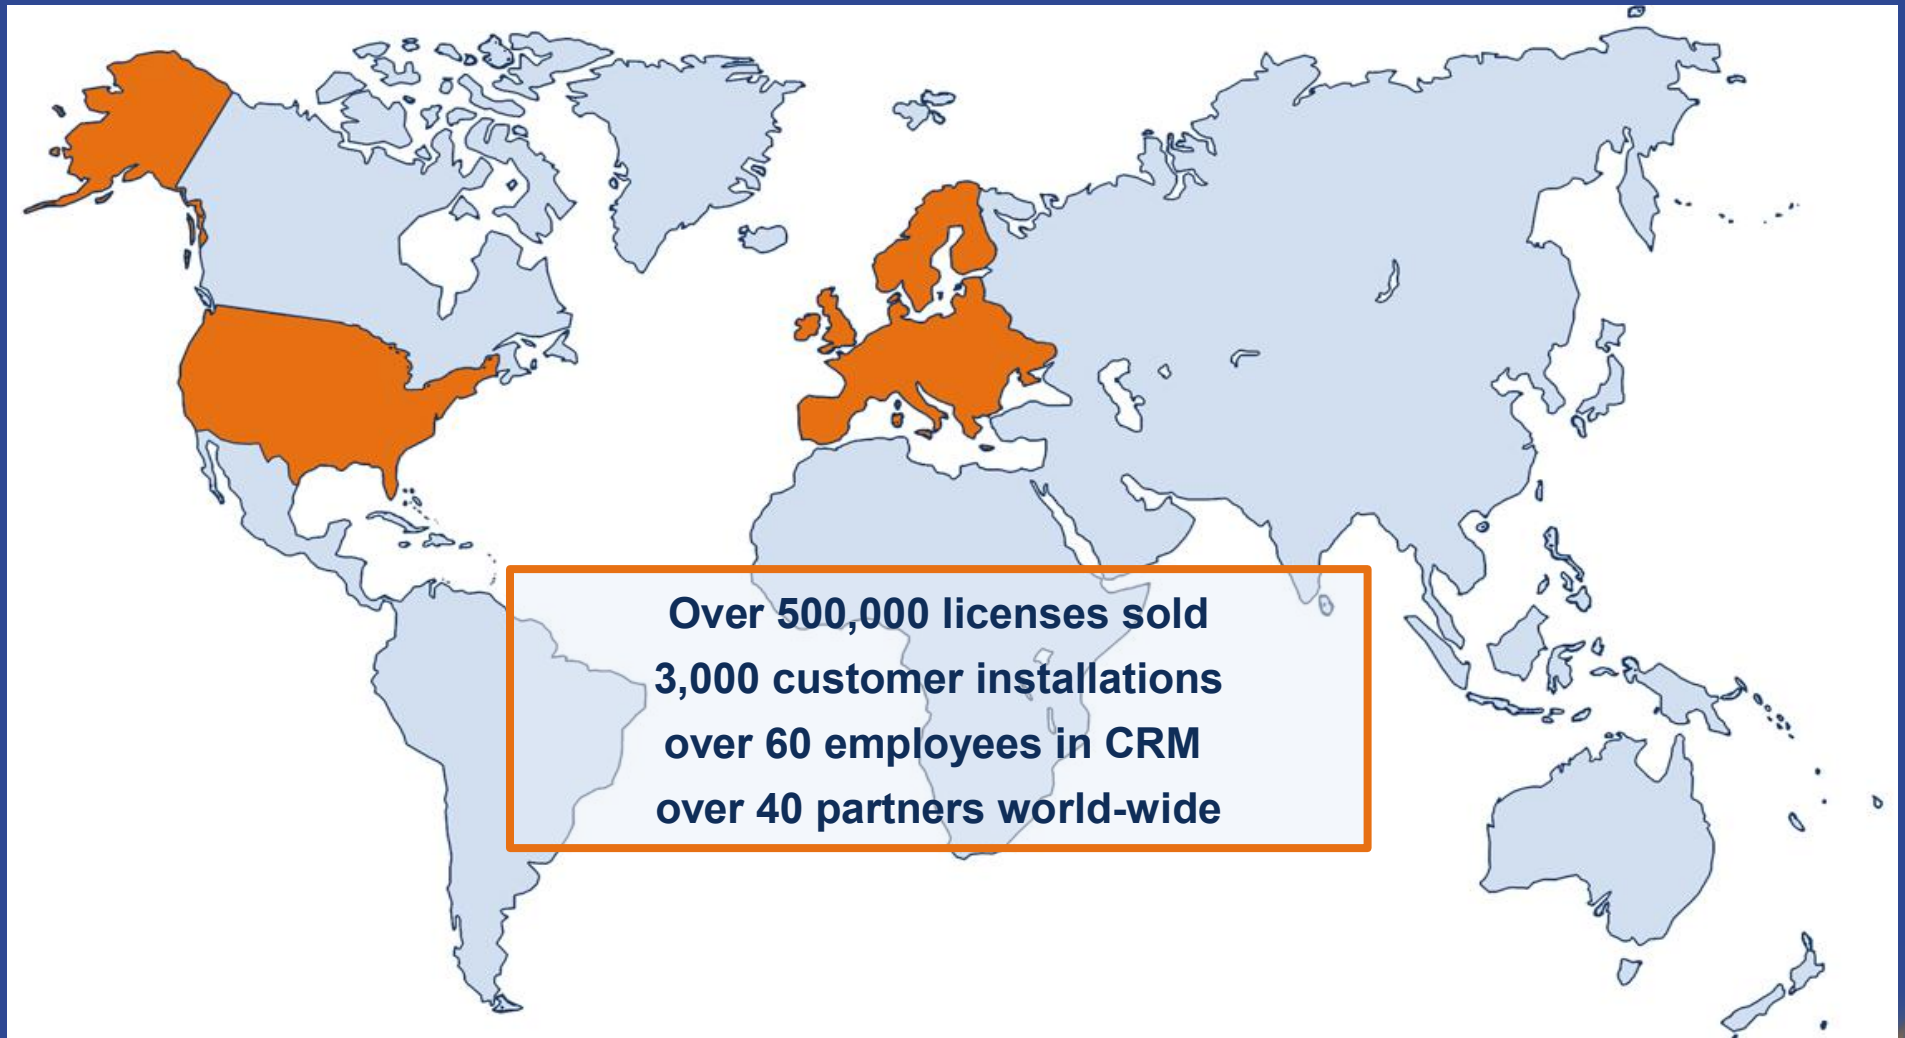 Over 500,000 licenses sold
3,000 customer installations
over 60 employees in CRM
over 40 partners world-wide